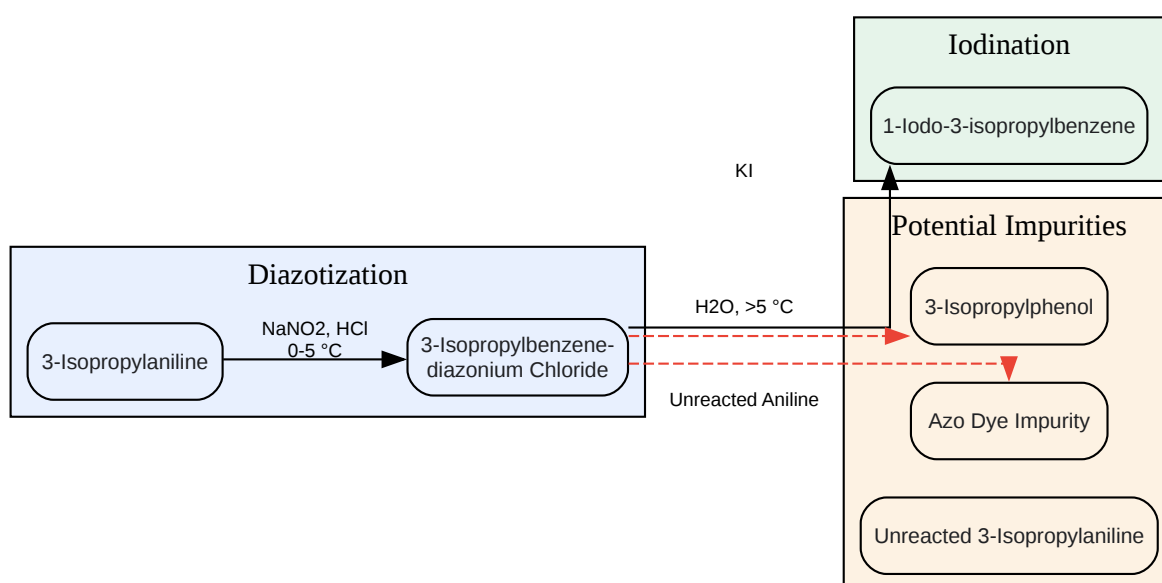 Iodination
1-Iodo-3-isopropylbenzene
KI
Potential Impurities
Diazotization
3-Isopropylphenol
H2O, >5 °C
NaNO2, HCl
0-5 °C
3-Isopropylaniline
3-Isopropylbenzene-
diazonium Chloride
Unreacted Aniline
Azo Dye Impurity
Unreacted 3-Isopropylaniline